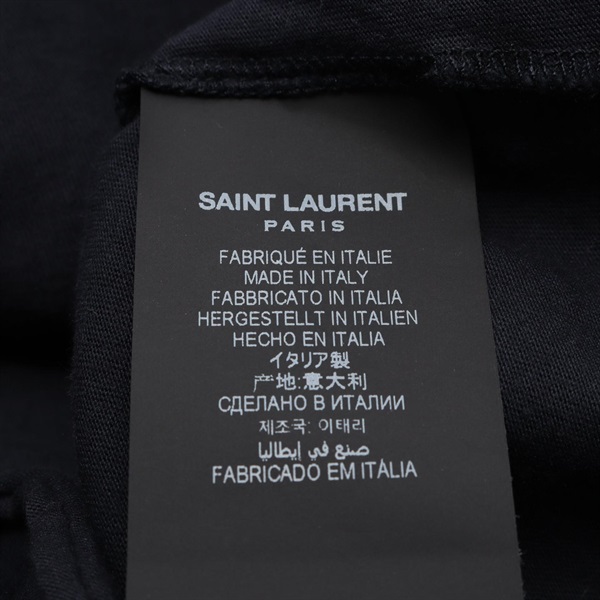 SAINT LAURENT
PARIS
FABRIQUÉ EN ITALIE
MADE IN ITALY
FABBRICATO IN ITALIA
HERGESTELLT IN ITALIEN
HECHO EN ITALIA
イタリア製
产地:意大利
СДЕЛАНО В ИТАЛИИ
제조국: 이태리
صنع في إيطاليا
FABRICADO EM ITÁLIA